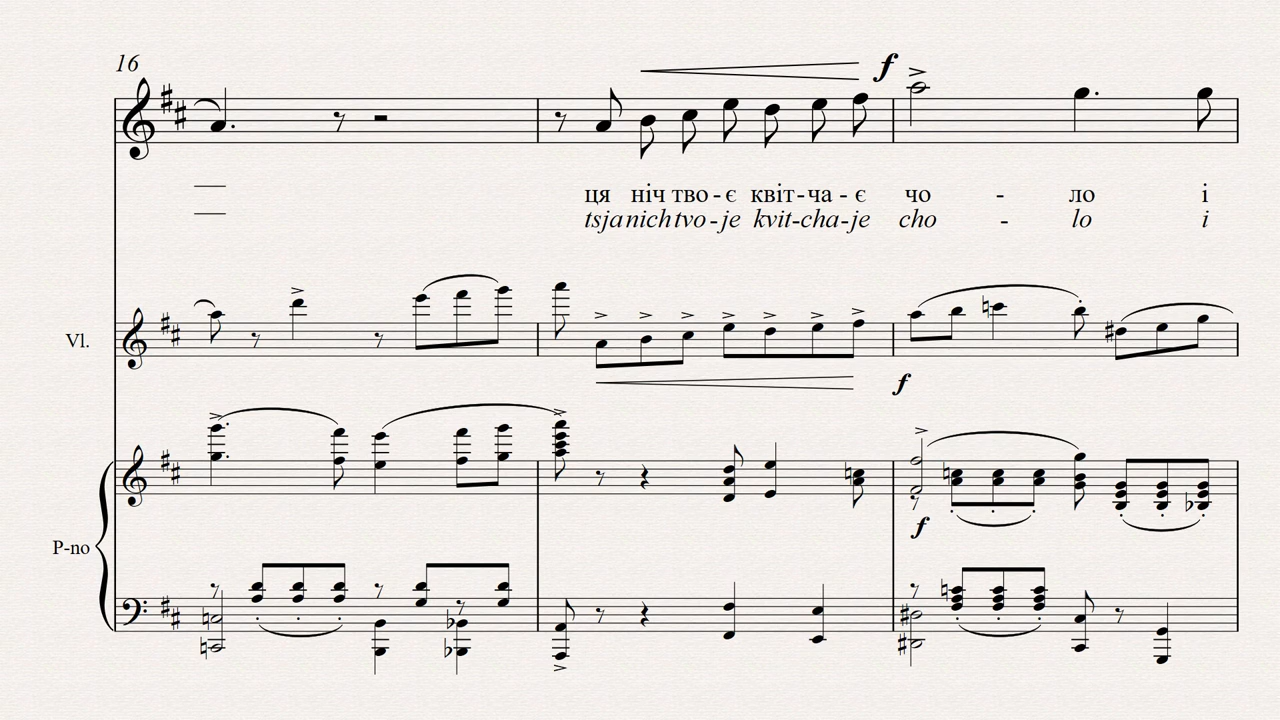 16
f
ця ніч тво - є квіт - ча - є чо - ло і
tsja nich tvo - je kvit - cha - je cho - lo i
Vl.
f
f
P-no